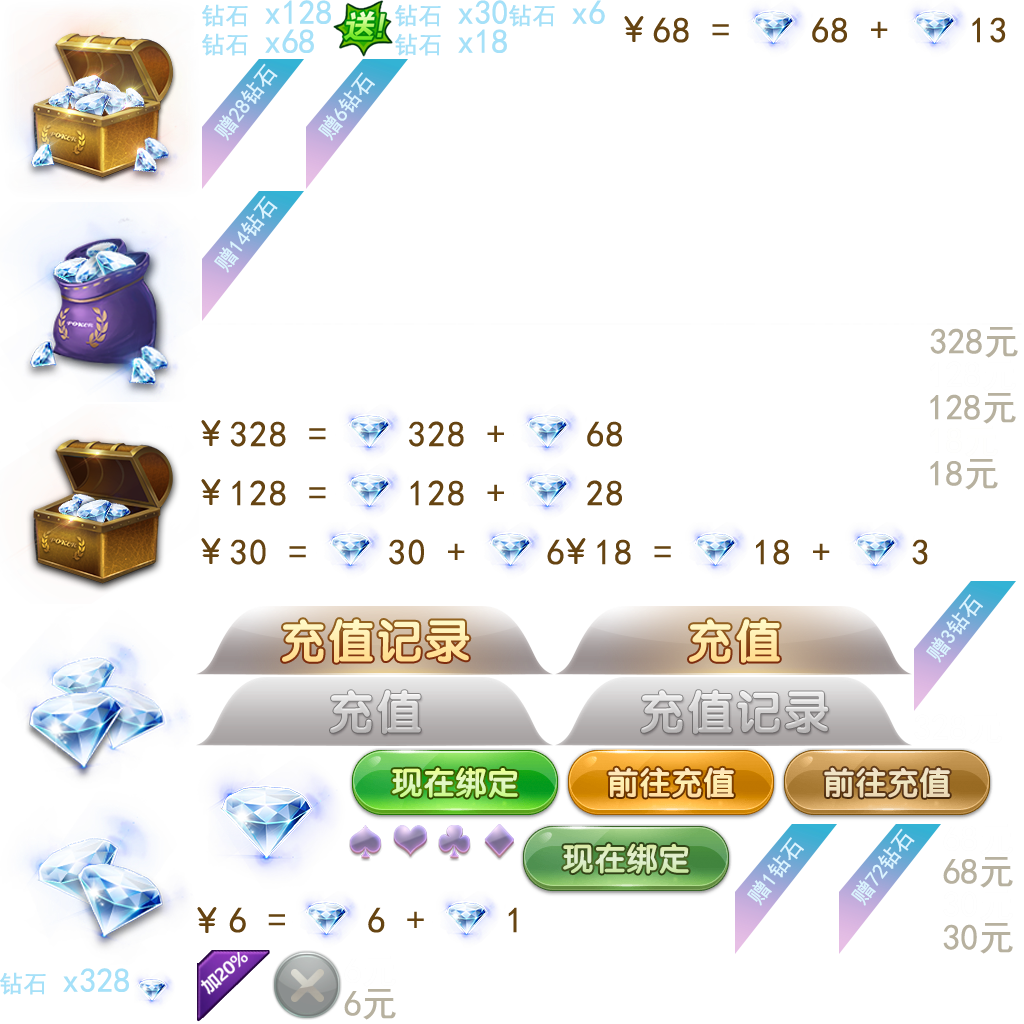 钻石 x128
送!
钻石 x30
钻石 x6
¥68 = 68 + 13
钻石 x68
钻石 x18
赠28钻石
赠6钻石
POKER
赠14钻石
POKER
328元
128元
¥328 = 328 + 68
18元
¥128 = 128 + 28
POKER
¥30 = 30 + 6
¥18 = 18 + 3
充值记录
充值
赠3钻石
充值
充值记录
现在绑定
前往充值
前往充值
现在绑定
赠1钻石
赠72钻石
68元
¥6 = 6 + 1
30元
钻石 x328
加20%
6元